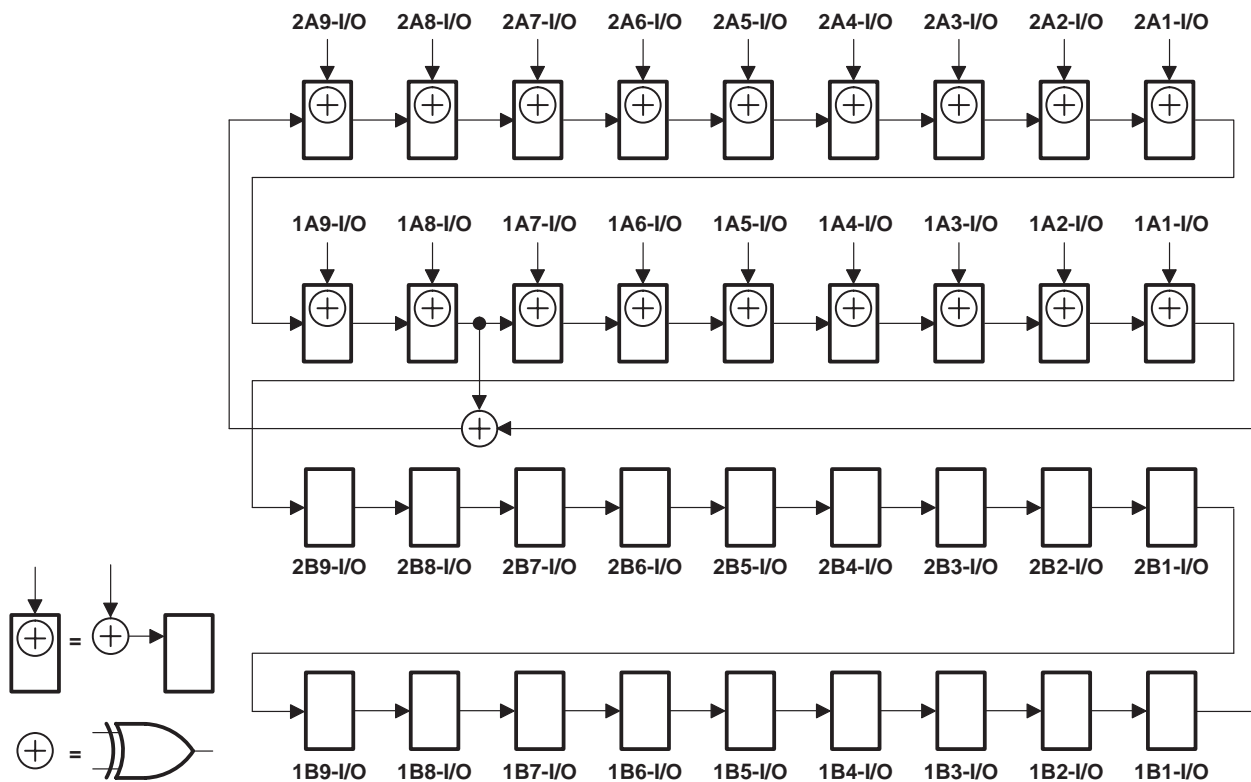 2A9-I/O 2A8-I/O 2A7-I/O 2A6-I/O 2A5-I/O 2A4-I/O 2A3-I/O 2A2-I/O 2A1-I/O
1A9-I/O 1A8-I/O 1A7-I/O 1A6-I/O 1A5-I/O 1A4-I/O 1A3-I/O 1A2-I/O 1A1-I/O
2B9-I/O 2B8-I/O 2B7-I/O 2B6-I/O 2B5-I/O 2B4-I/O 2B3-I/O 2B2-I/O 2B1-I/O
=
=
1B9-I/O 1B8-I/O 1B7-I/O 1B6-I/O 1B5-I/O 1B4-I/O 1B3-I/O 1B2-I/O 1B1-I/O